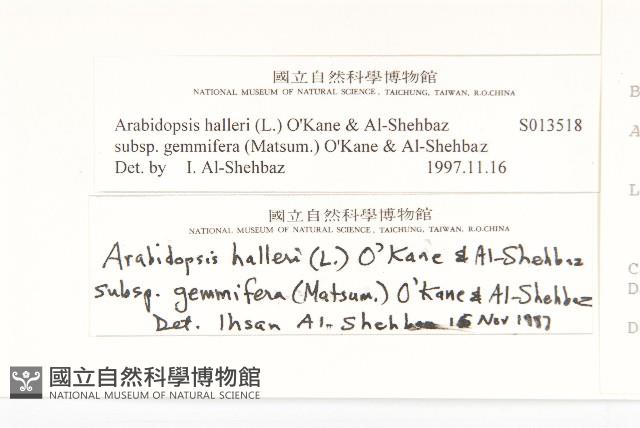 國立自然科學博物館
NATIONAL MUSEUM OF NATURAL SCIENCE, TAICHUNG, TAIWAN, R.O.CHINA
Arabidopsis halleri (L.) O'Kane & Al-Shehbaz S013518
subsp. gemmifera (Matsum.) O'Kane & Al-Shehbaz
Det. by I. Al-Shehbaz 1997.11.16
國立自然科學博物館
NATIONAL MUSEUM OF NATURAL SCIENCE, TAICHUNG, TAIWAN, R.O.CHINA
Arabidopsis halleri (L.) O'Kane & Al-Shehbaz
subsp. gemmifera (Matsum.) O'Kane & Al-Shehbaz
Det. Ihsan Al-Shehbaz 16 Nov 1997
B
A
L
C
D
D
國立自然科學博物館
NATIONAL MUSEUM OF NATURAL SCIENCE